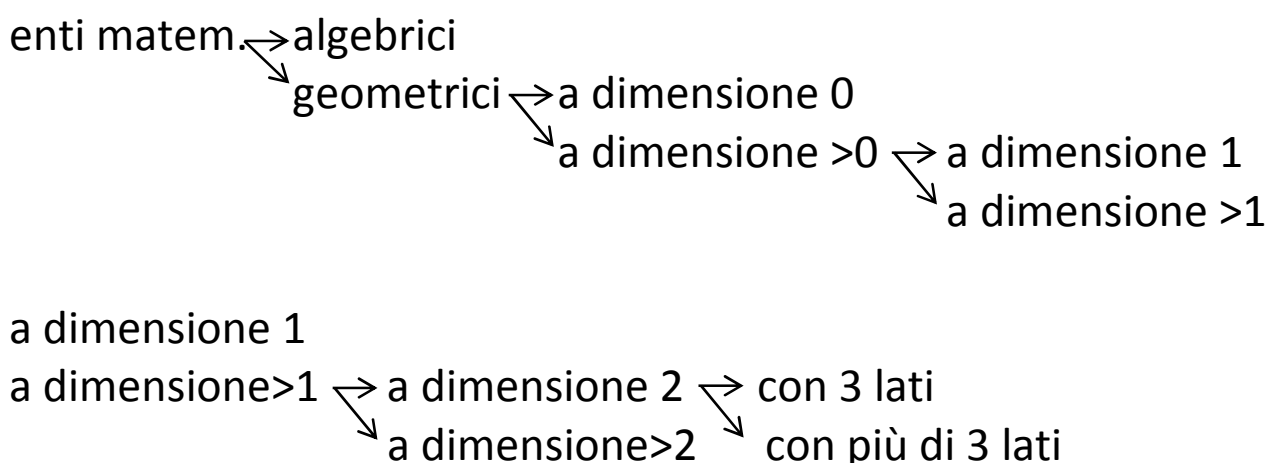 enti matem. algebrici
geometrici a dimensione 0
a dimensione >0 a dimensione 1
a dimensione >1
a dimensione 1
a dimensione>1 a dimensione 2 con 3 lati
a dimensione>2 con più di 3 lati